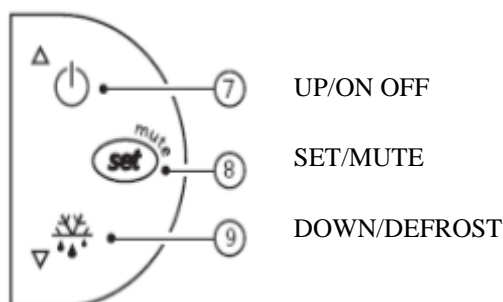 7 UP/ON OFF
mute
set 8 SET/MUTE
9 DOWN/DEFROST